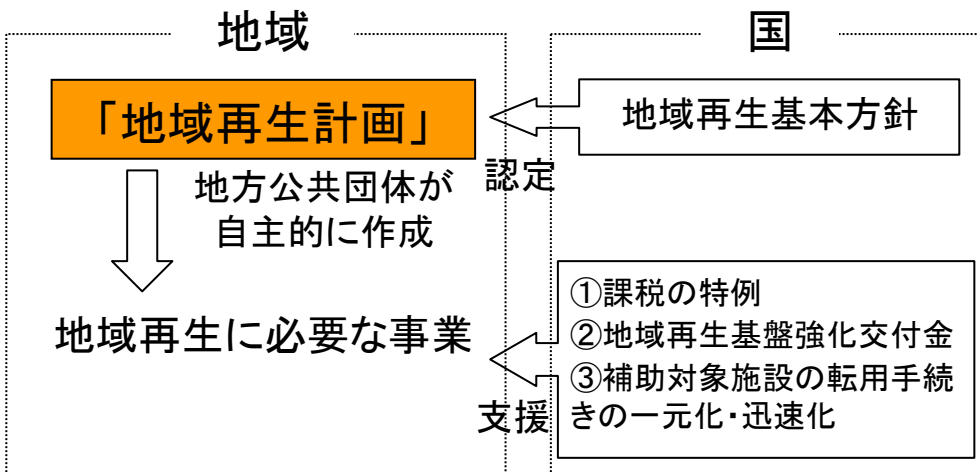 地域
国
「地域再生計画」
地域再生基本方針
認定
地方公共団体が
自主的に作成
地域再生に必要な事業
①課税の特例
②地域再生基盤強化交付金
③補助対象施設の転用手続
きの一元化・迅速化
支援